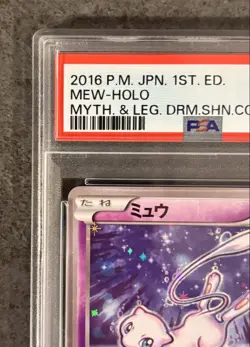 2016 P.M. JPN. 1ST. ED.
MEW-HOLO
MYTH. & LEG. DRM.SHN.CO
PSA
たね
ミュウ